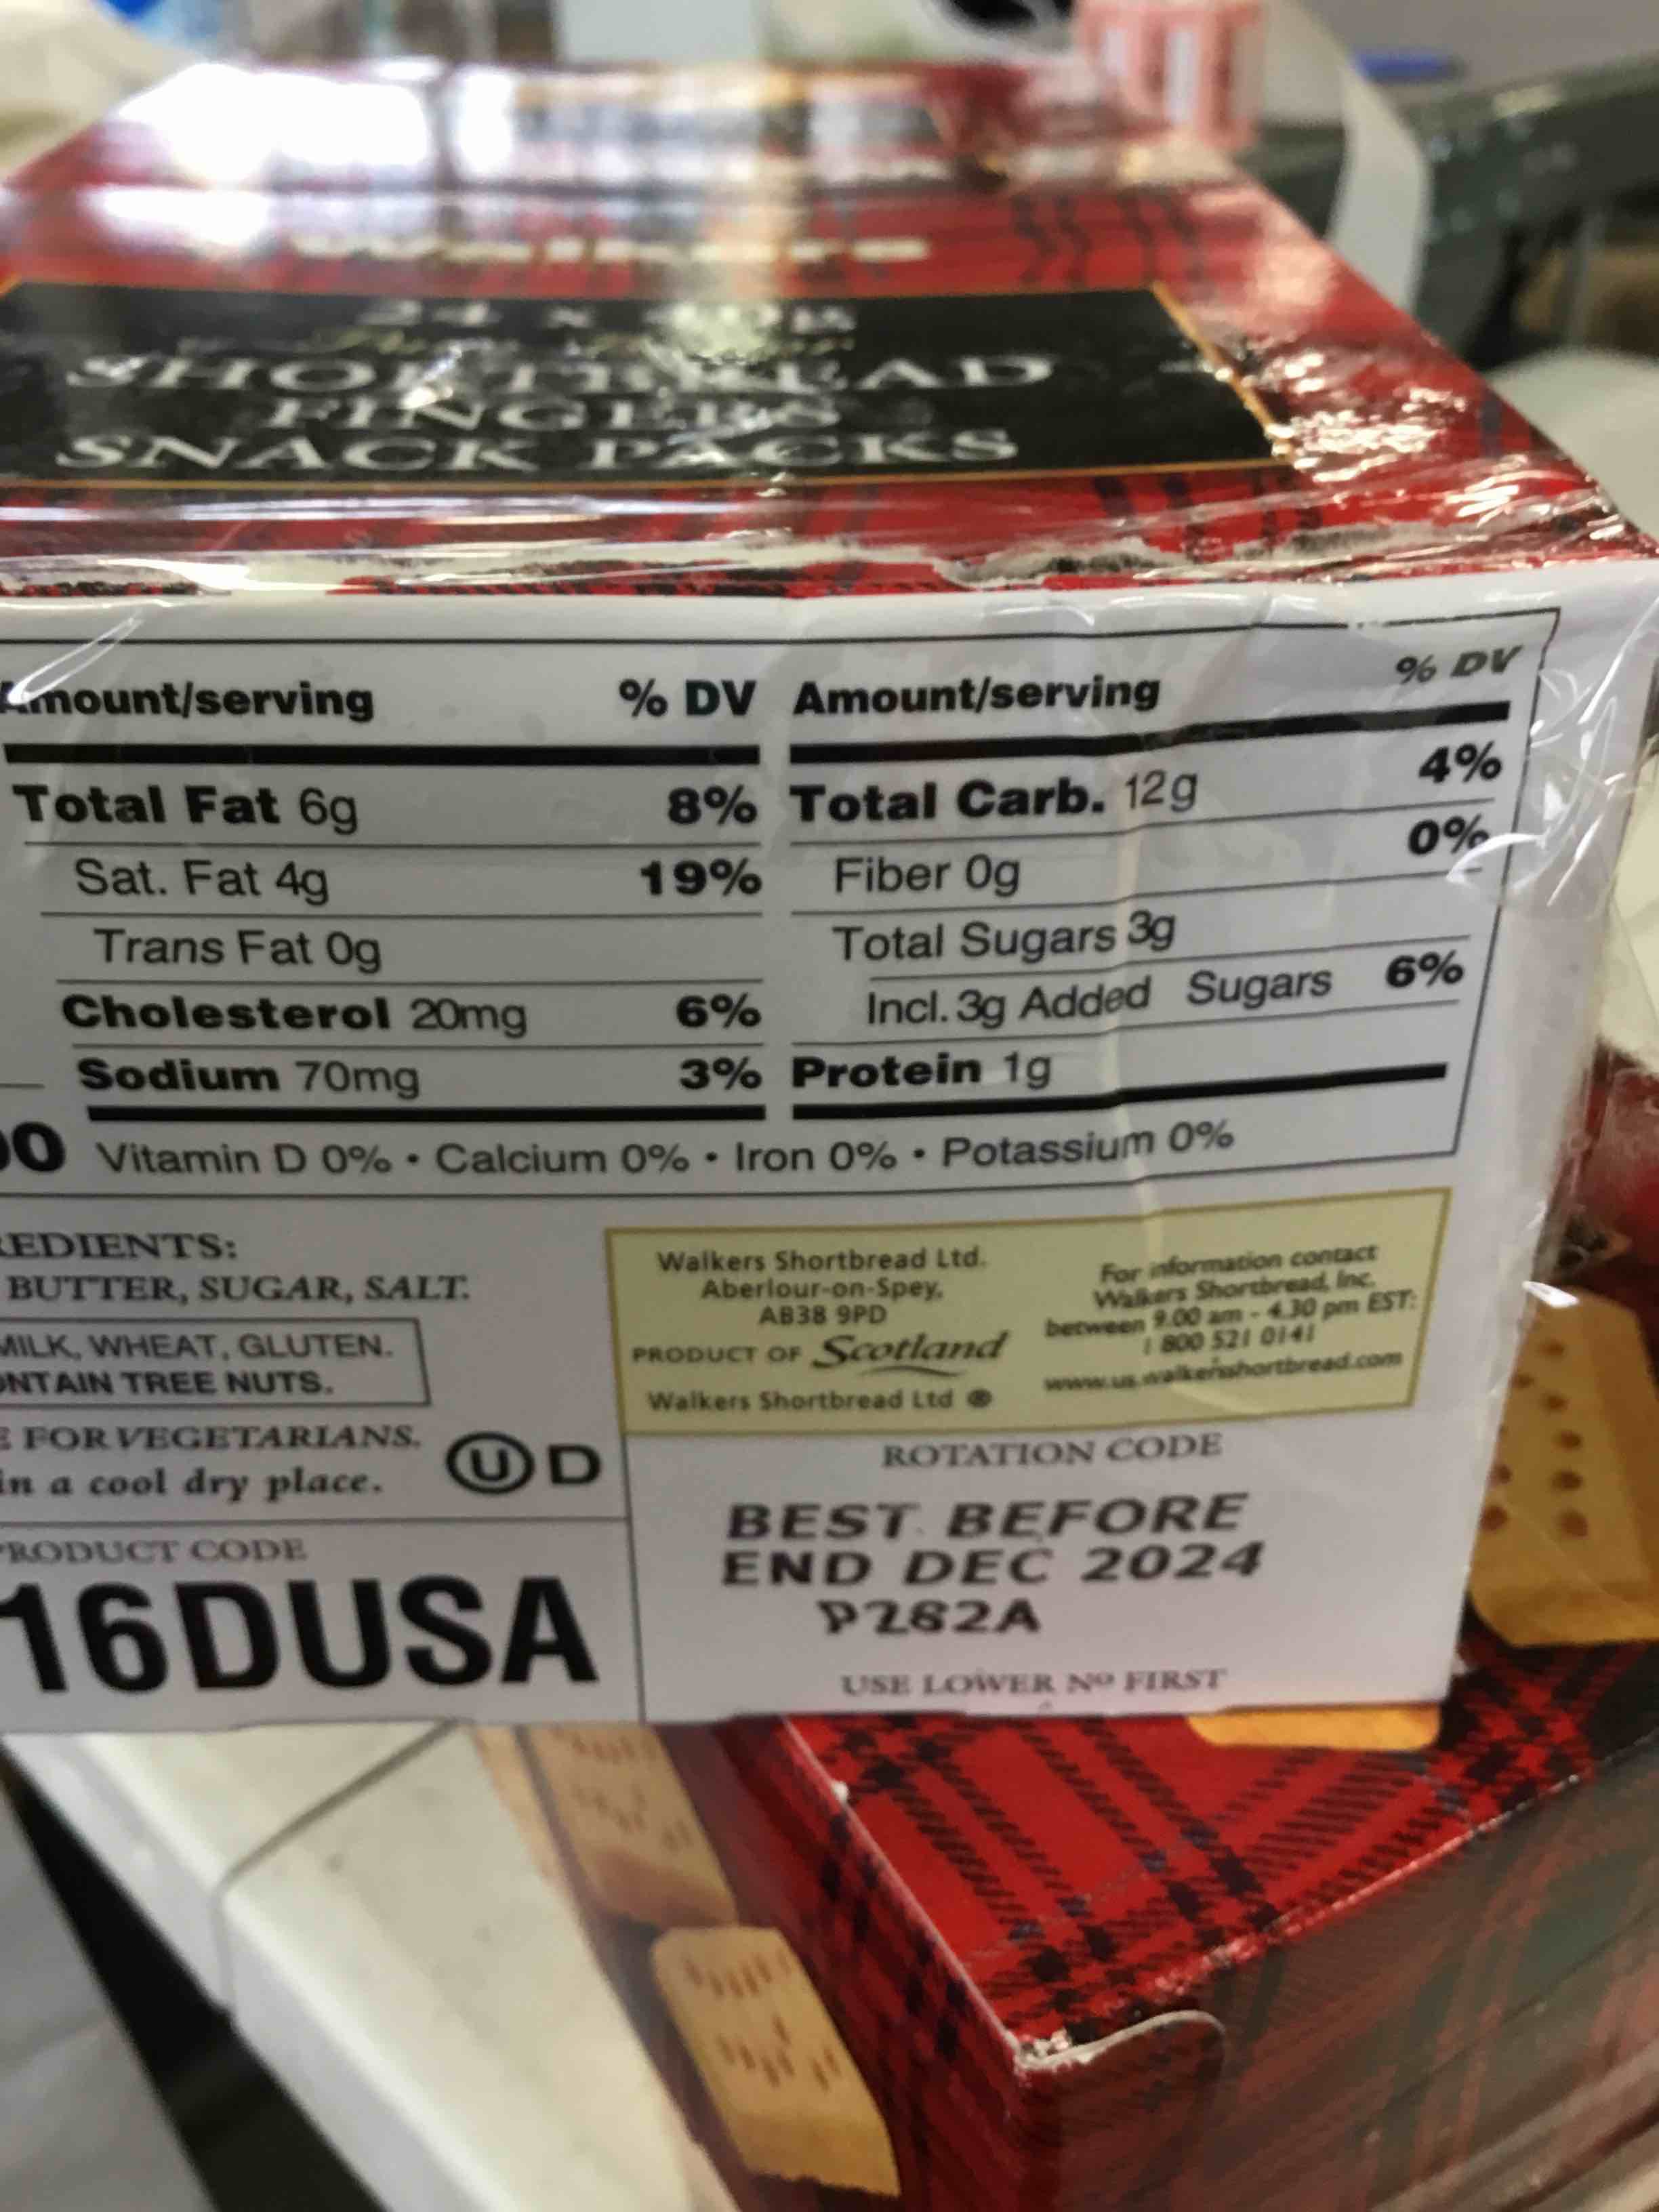 SHORTBREAD
FINGERS
SNACK PACKS
Amount/serving % DV Amount/serving % DV
Total Fat 6g 8% Total Carb. 12g 4%
Sat. Fat 4g 19% Fiber 0g 0%
Trans Fat 0g Total Sugars 3g
Cholesterol 20mg 6% Incl. 3g Added Sugars 6%
Sodium 70mg 3% Protein 1g
Vitamin D 0% • Calcium 0% • Iron 0% • Potassium 0%
REDIENTS:
BUTTER, SUGAR, SALT.
MILK, WHEAT, GLUTEN.
ONTAIN TREE NUTS.
E FOR VEGETARIANS.
in a cool dry place.
U D
PRODUCT CODE
16DUSA
Walkers Shortbread Ltd.
Aberlour-on-Spey,
AB38 9PD
PRODUCT OF Scotland
Walkers Shortbread Ltd ®
For information contact
Walkers Shortbread, Inc.
between 9.00 am - 4.30 pm EST:
1 800 521 0141
www.us.walkersshortbread.com
ROTATION CODE
BEST BEFORE
END DEC 2024
P282A
USE LOWER Nº FIRST